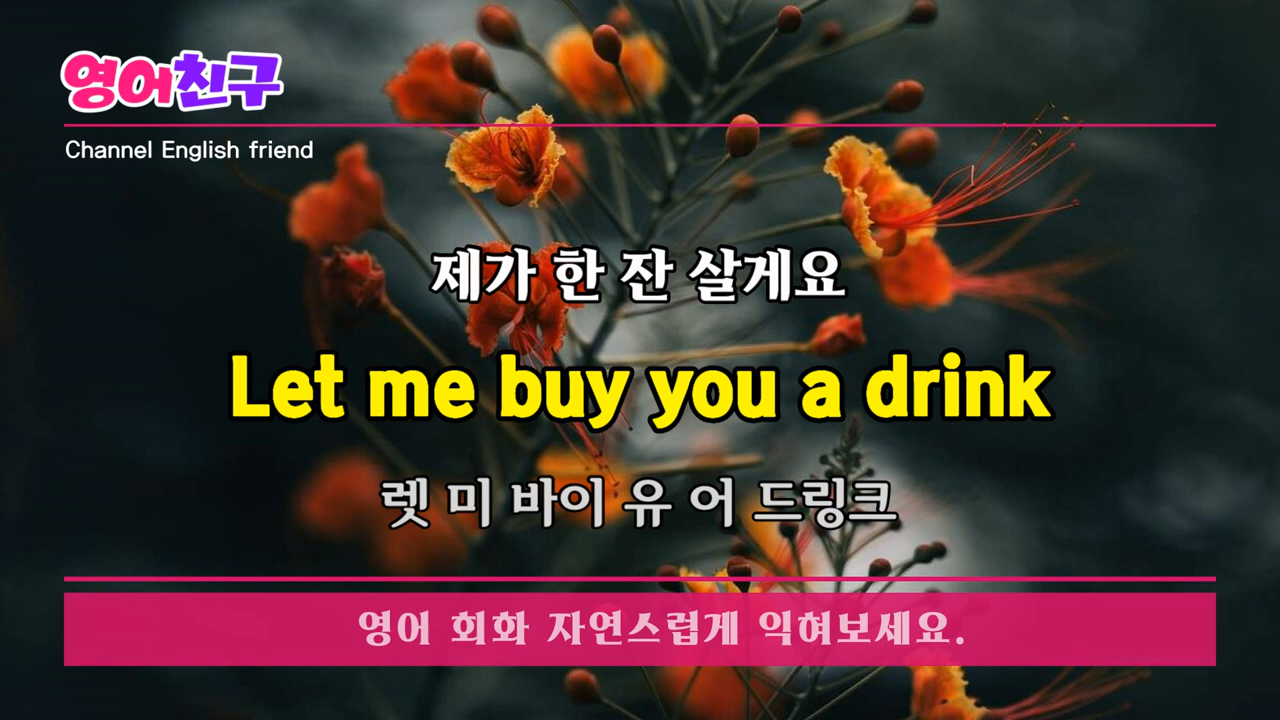 영어친구
Channel English friend
제가 한 잔 살게요
Let me buy you a drink
렛 미 바이 유 어 드링크
영어 회화 자연스럽게 익혀보세요.